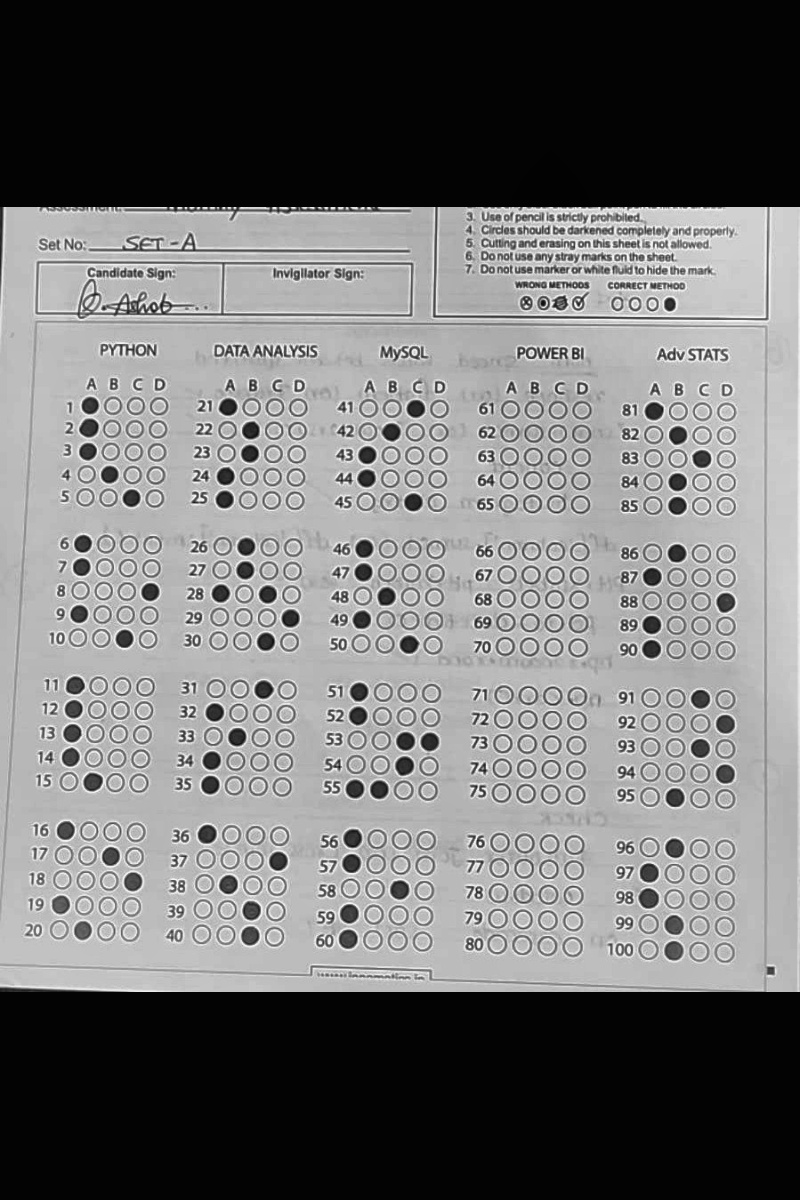 Set No: SET-A
3. Use of pencil is strictly prohibited.
4. Circles should be darkened completely and properly.
5. Cutting and erasing on this sheet is not allowed.
6. Do not use any stray marks on the sheet.
7. Do not use marker or white fluid to hide the mark.
WRONG METHODS CORRECT METHOD
Candidate Sign: Invigilator Sign:
PYTHON DATA ANALYSIS MySQL POWER BI Adv STATS
A B C D A B C D A B C D A B C D A B C D
1 21 41 61 81
2 22 42 62 82
3 23 43 63 83
4 24 44 64 84
5 25 45 65 85
6 26 46 66 86
7 27 47 67 87
8 28 48 68 88
9 29 49 69 89
10 30 50 70 90
11 31 51 71 91
12 32 52 72 92
13 33 53 73 93
14 34 54 74 94
15 35 55 75 95
16 36 56 76 96
17 37 57 77 97
18 38 58 78 98
19 39 59 79 99
20 40 60 80 100